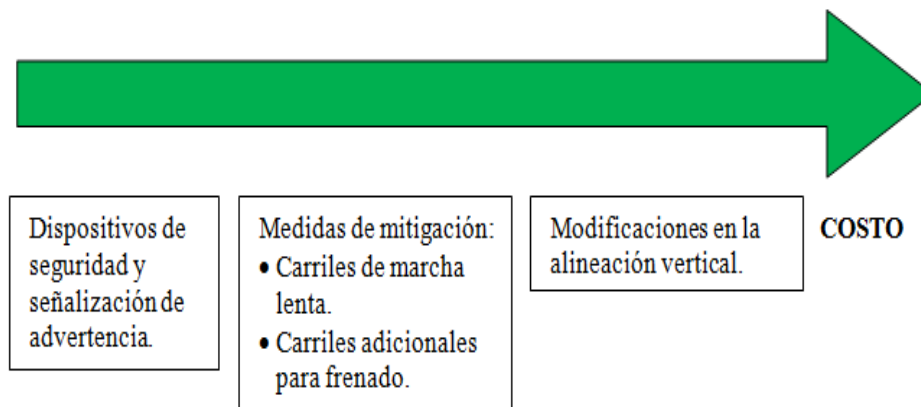 Dispositivos de
seguridad y
señalización de
advertencia.
Medidas de mitigación:
• Carriles de marcha
lenta.
• Carriles adicionales
para frenado.
Modificaciones en la
alineación vertical.
COSTO